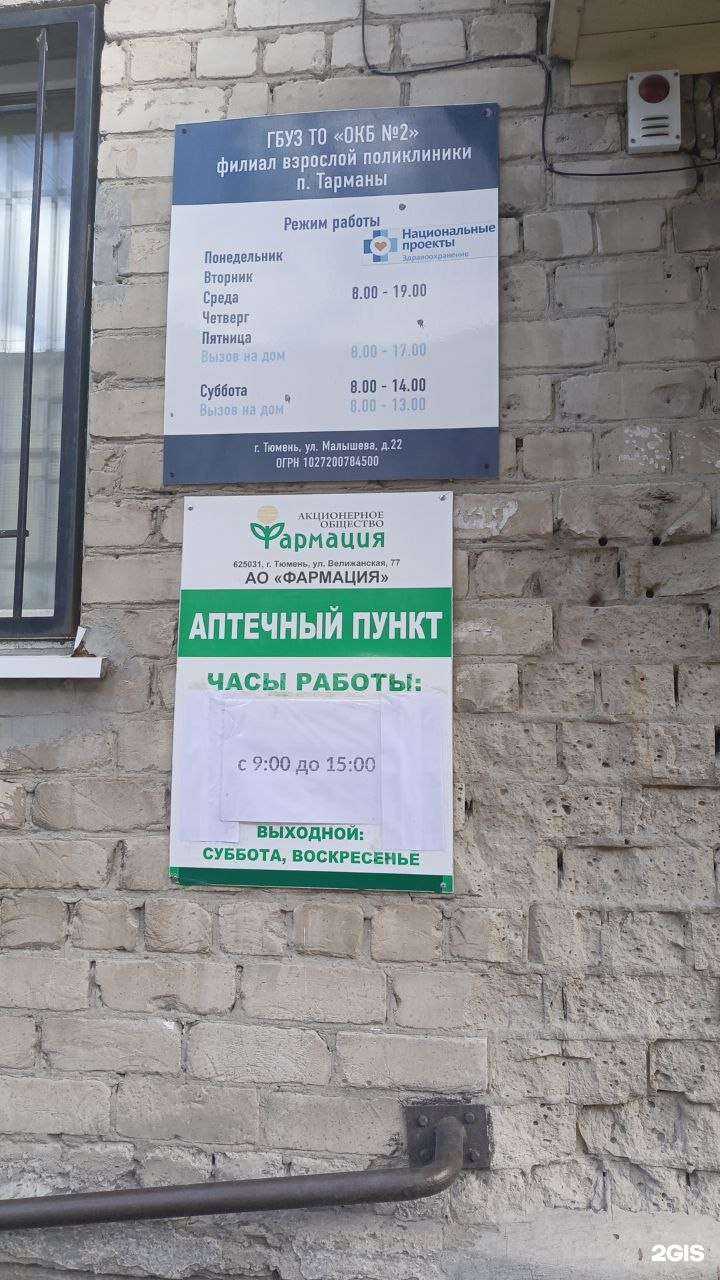 ГБУЗ ТО «ОКБ №2»
филиал взрослой поликлиники
п. Тарманы
Режим работы
Национальные
проекты
Здравоохранение
Понедельник
Вторник
Среда 8.00 - 19.00
Четверг
Пятница
Вызов на дом 8.00 - 17.00
Суббота 8.00 - 14.00
Вызов на дом 8.00 - 13.00
г. Тюмень, ул. Малышева, д.22
ОГРН 1027200784500
АКЦИОНЕРНОЕ
ОБЩЕСТВО
Фармация
625031, г. Тюмень, ул. Велижанская, 77
АО «ФАРМАЦИЯ»
АПТЕЧНЫЙ ПУНКТ
ЧАСЫ РАБОТЫ:
с 9:00 до 15:00
ВЫХОДНОЙ:
СУББОТА, ВОСКРЕСЕНЬЕ
2GIS